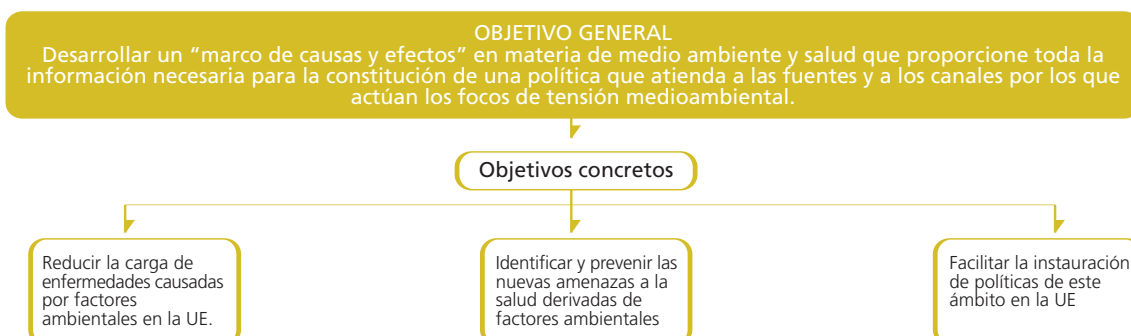 OBJETIVO GENERAL
Desarrollar un “marco de causas y efectos” en materia de medio ambiente y salud que proporcione toda la
información necesaria para la constitución de una política que atienda a las fuentes y a los canales por los que
actúan los focos de tensión medioambiental.
Objetivos concretos
Reducir la carga de
enfermedades causadas
por factores
ambientales en la UE.
Identificar y prevenir las
nuevas amenazas a la
salud derivadas de
factores ambientales
Facilitar la instauración
de políticas de este
ámbito en la UE